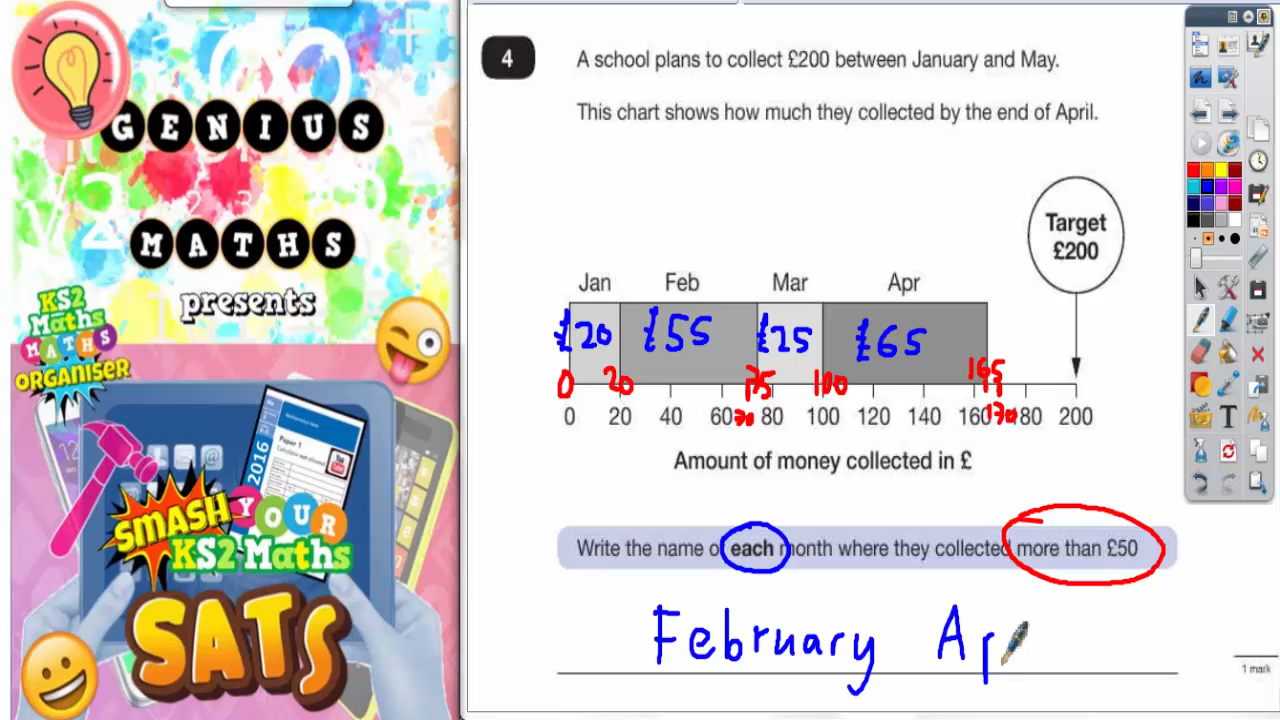 GENIUS
MATHS
presents
KS2
Maths
MATHS
ORGANISER
2016
Paper 1
You
Tube
SMASH YOUR
KS2 Maths
SATS
4
A school plans to collect £200 between January and May.
This chart shows how much they collected by the end of April.
Target
£200
Jan Feb Mar Apr
£20 £55 £25 £65
0 20 75 100 165
70 170
0 20 40 60 80 100 120 140 160 180 200
Amount of money collected in £
Write the name of each month where they collected more than £50
February Ap
1 mark